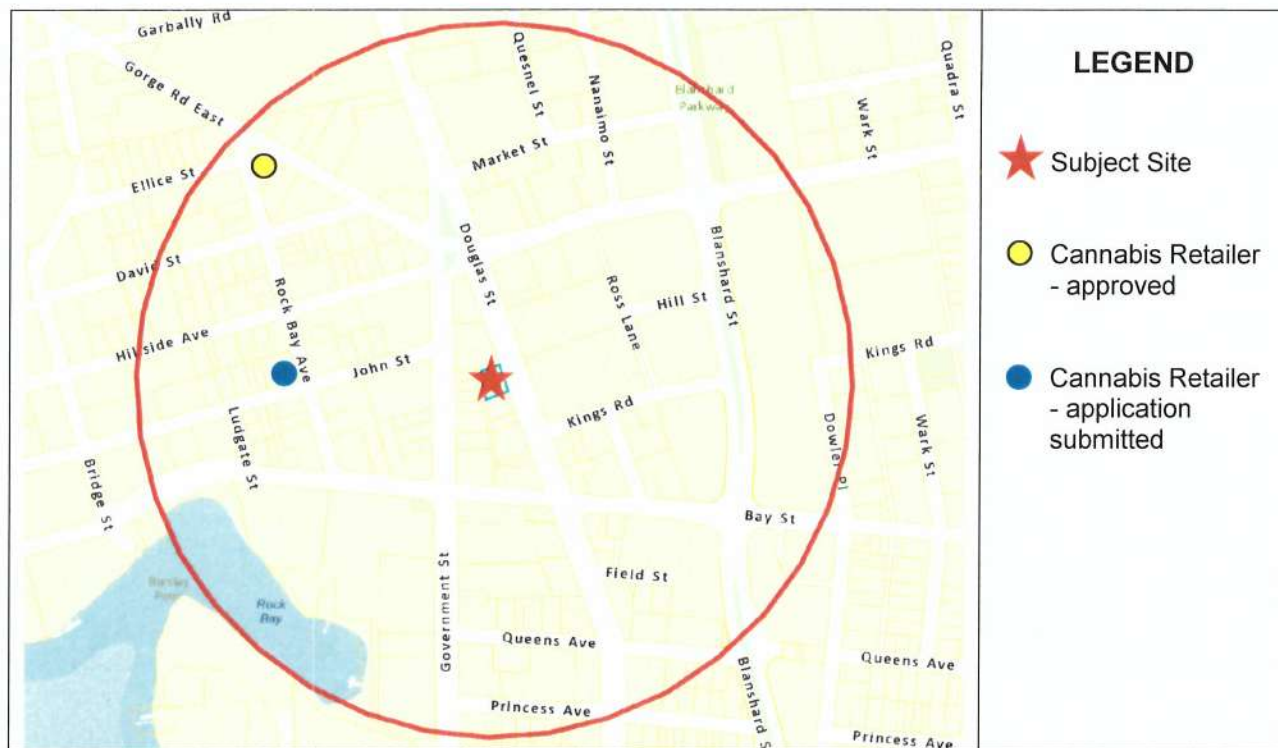 Garbally Rd
Gorge Rd East
Quesnel St
Nanaimo St
Blanshard
Parkway
Quadra St
Wark St
Market St
Ellice St
Douglas St
Blanshard St
David St
Rock Bay Ave
Ross Lane
Hill St
Hillside Ave
John St
Kings Rd
Kings Rd
Ludgate St
Dowler Pl
Wark St
Bridge St
Bay St
Field St
Government St
Rock
Bay
Queens Ave
Queens Ave
Blanshard S
Princess Ave
Princess Ave
LEGEND
Subject Site
Cannabis Retailer
- approved
Cannabis Retailer
- application
submitted